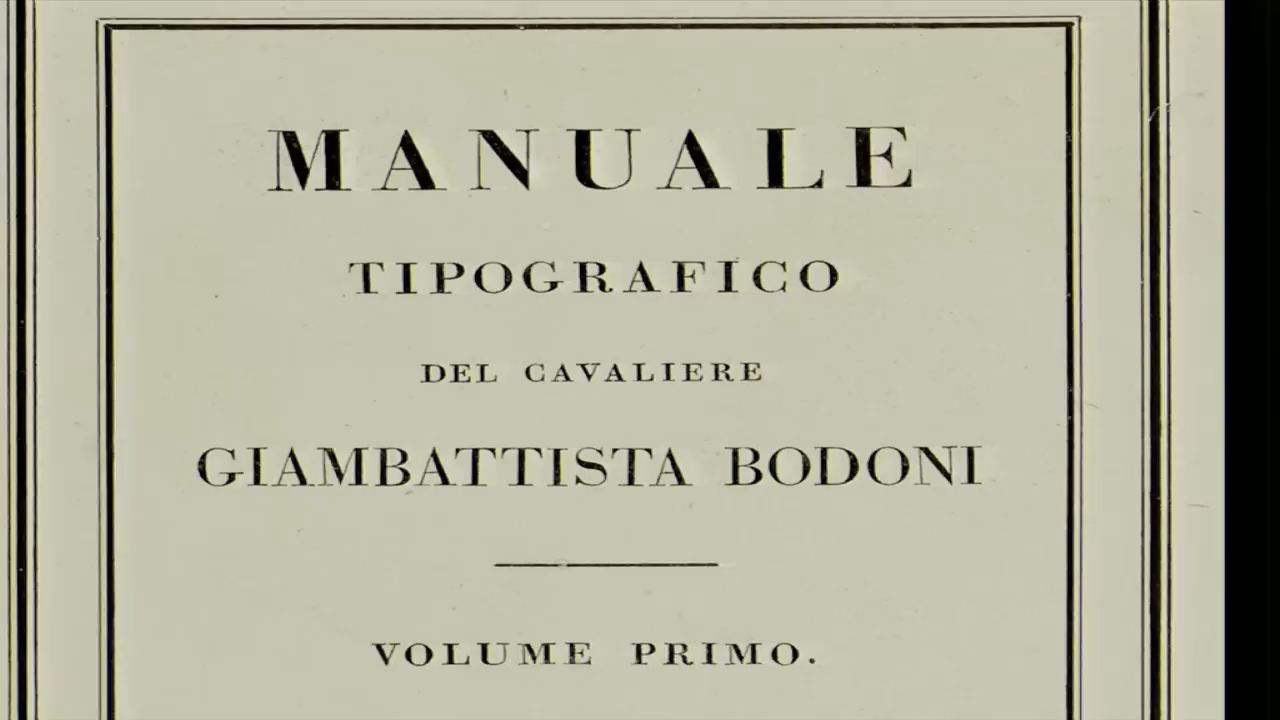 MANUALE
TIPOGRAFICO
DEL CAVALIERE
GIAMBATTISTA BODONI
VOLUME PRIMO.